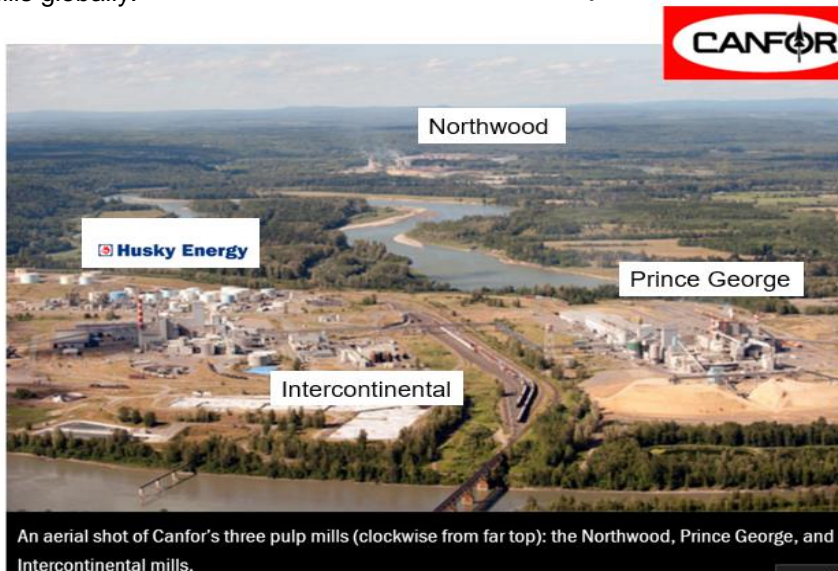 CANFOR
Northwood
Husky Energy
Prince George
Intercontinental
An aerial shot of Canfor's three pulp mills (clockwise from far top): the Northwood, Prince George, and
Intercontinental mills.